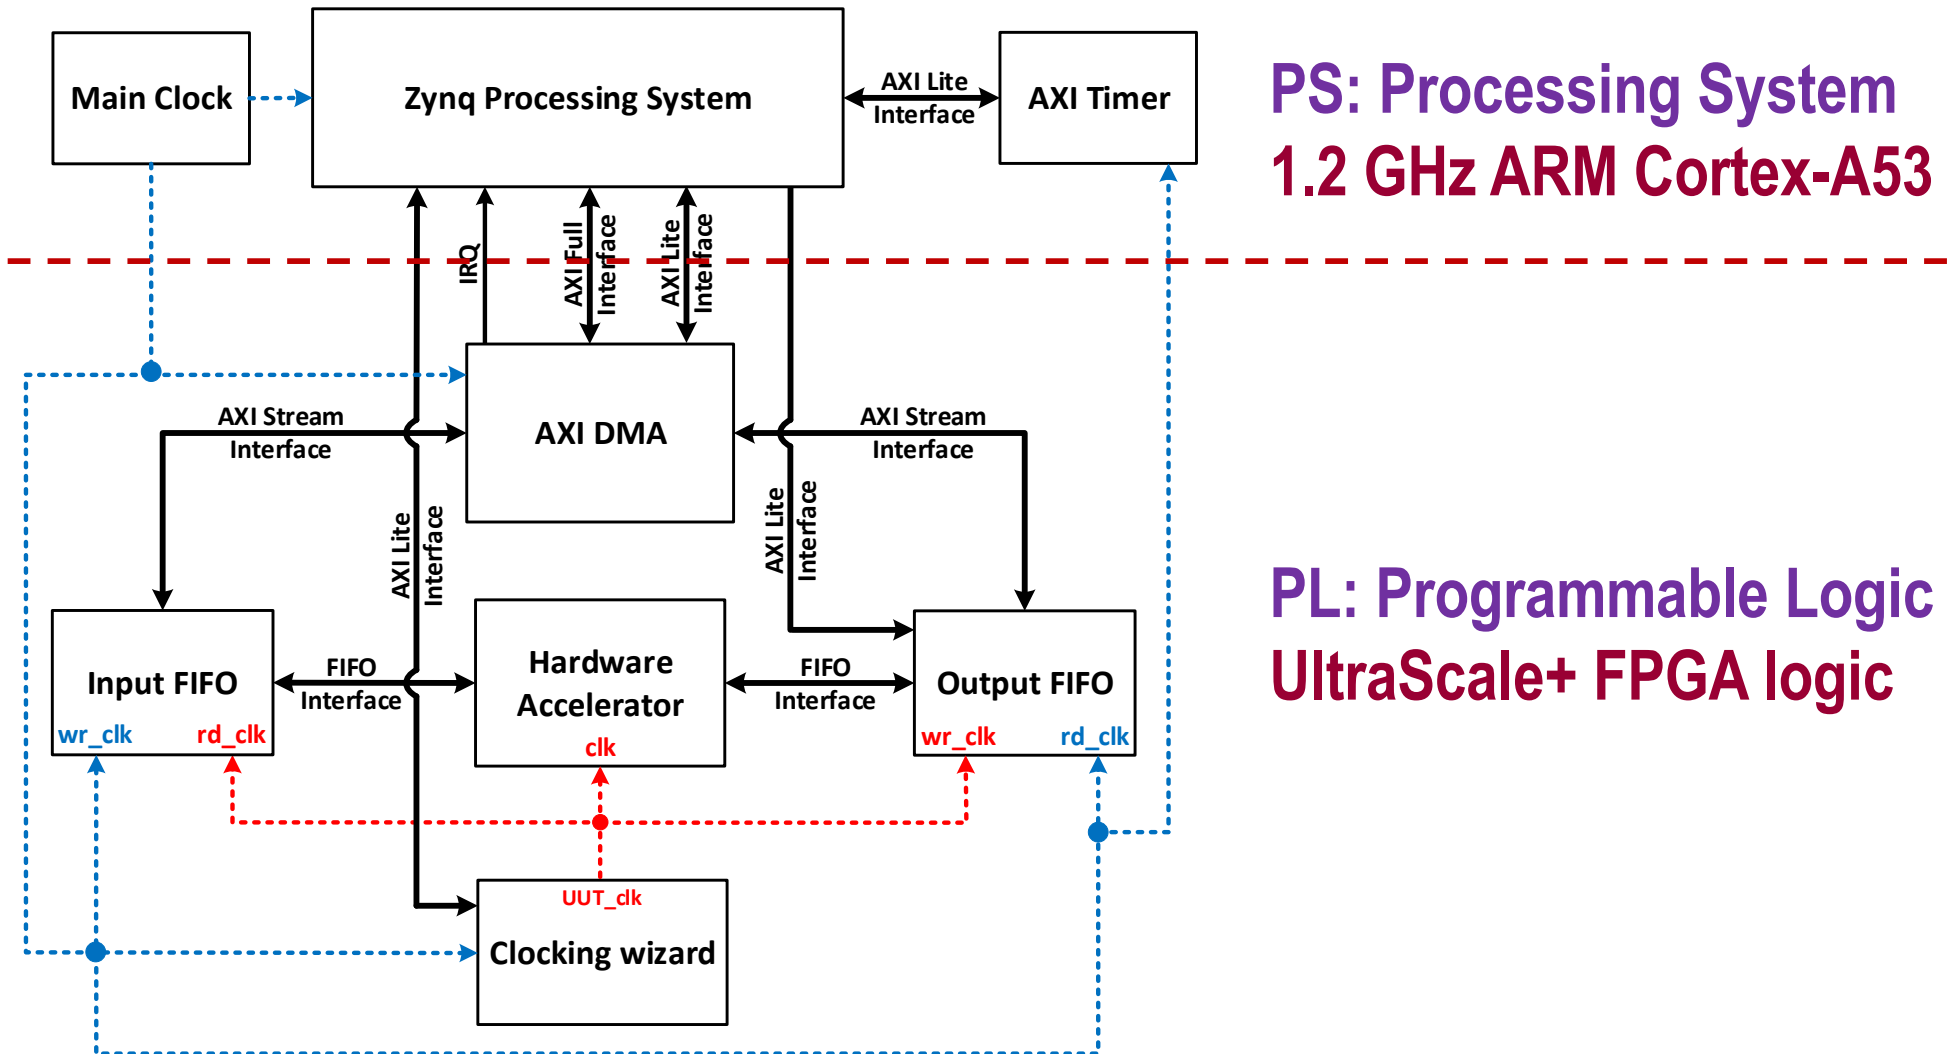 Main Clock
Zynq Processing System
AXI Lite
Interface
AXI Timer
PS: Processing System
1.2 GHz ARM Cortex-A53
IRQ
AXI Full
Interface
AXI Lite
Interface
AXI Stream
Interface
AXI DMA
AXI Stream
Interface
AXI Lite
Interface
AXI Lite
Interface
PL: Programmable Logic
UltraScale+ FPGA logic
Input FIFO
wr_clk
rd_clk
FIFO
Interface
Hardware
Accelerator
clk
FIFO
Interface
Output FIFO
wr_clk
rd_clk
UUT_clk
Clocking wizard